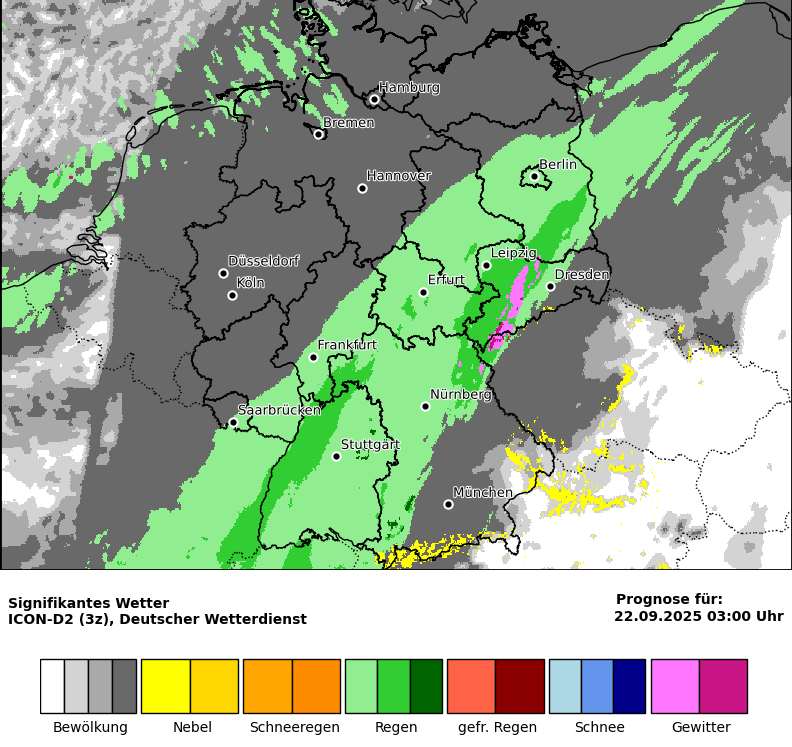 Hamburg
Bremen
Berlin
Hannover
Leipzig
Düsseldorf
Dresden
Köln
Erfurt
Frankfurt
Nürnberg
Saarbrücken
Stuttgart
München
Signifikantes Wetter
ICON-D2 (3z), Deutscher Wetterdienst
Prognose für:
22.09.2025 03:00 Uhr
Bewölkung Nebel Schneeregen Regen gefr. Regen Schnee Gewitter